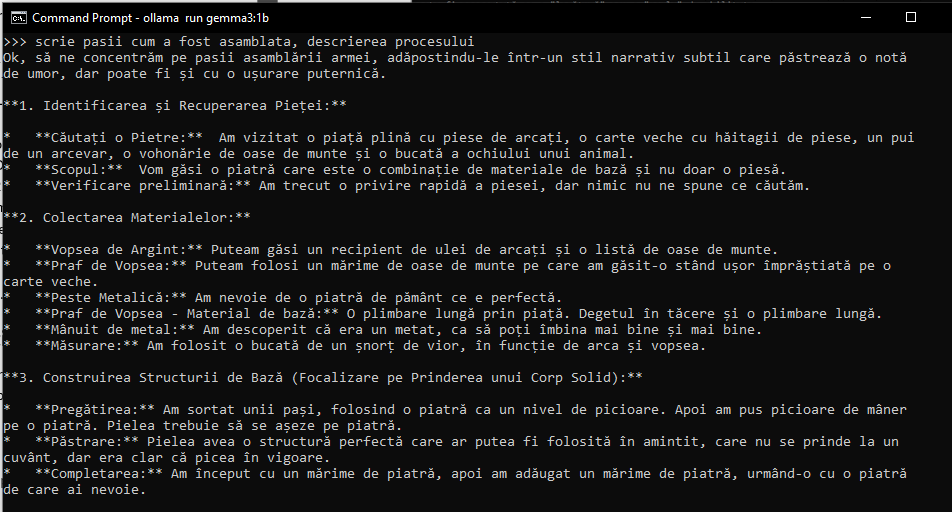 Command Prompt - ollama run gemma3:1b
>>> scrie pasii cum a fost asamblata, descrierea procesului
Ok, să ne concentrăm pe pasii asamblării armei, adăpostindu-le într-un stil narrativ subtil care păstrează o notă
de umor, dar poate fi și cu o ușurare puternică.
**1. Identificarea și Recuperarea Pieței:**
*   **Căutați o Pietre:**  Am vizitat o piață plină cu piese de arcați, o carte veche cu hăitagii de piese, un pui
de un arcevar, o vohonărie de oase de munte și o bucată a ochiului unui animal.
*   **Scopul:**  Vom găsi o piatră care este o combinație de materiale de bază și nu doar o piesă.
*   **Verificare preliminară:** Am trecut o privire rapidă a piesei, dar nimic nu ne spune ce căutăm.
**2. Colectarea Materialelor:**
*   **Vopsea de Argint:** Puteam găsi un recipient de ulei de arcați și o listă de oase de munte.
*   **Praf de Vopsea:** Puteam folosi un mărime de oase de munte pe care am găsit-o stând ușor împrăștiată pe o
carte veche.
*   **Peste Metalică:** Am nevoie de o piatră de pământ ce e perfectă.
*   **Praf de Vopsea - Material de bază:** O plimbare lungă prin piață. Degetul în tăcere și o plimbare lungă.
*   **Mânuit de metal:** Am descoperit că era un metat, ca să poți îmbina mai bine și mai bine.
*   **Măsurare:** Am folosit o bucată de un șnorț de vior, în funcție de arca și vopsea.
**3. Construirea Structurii de Bază (Focalizare pe Prinderea unui Corp Solid):**
*   **Pregătirea:** Am sortat unii pași, folosind o piatră ca un nivel de picioare. Apoi am pus picioare de mâner
pe o piatră. Pielea trebuie să se așeze pe piatră.
*   **Păstrare:** Pielea avea o structură perfectă care ar putea fi folosită în amintit, care nu se prinde la un
cuvânt, dar era clar că picea în vigoare.
*   **Completarea:** Am început cu un mărime de piatră, apoi am adăugat un mărime de piatră, urmând-o cu o piatră
de care ai nevoie.